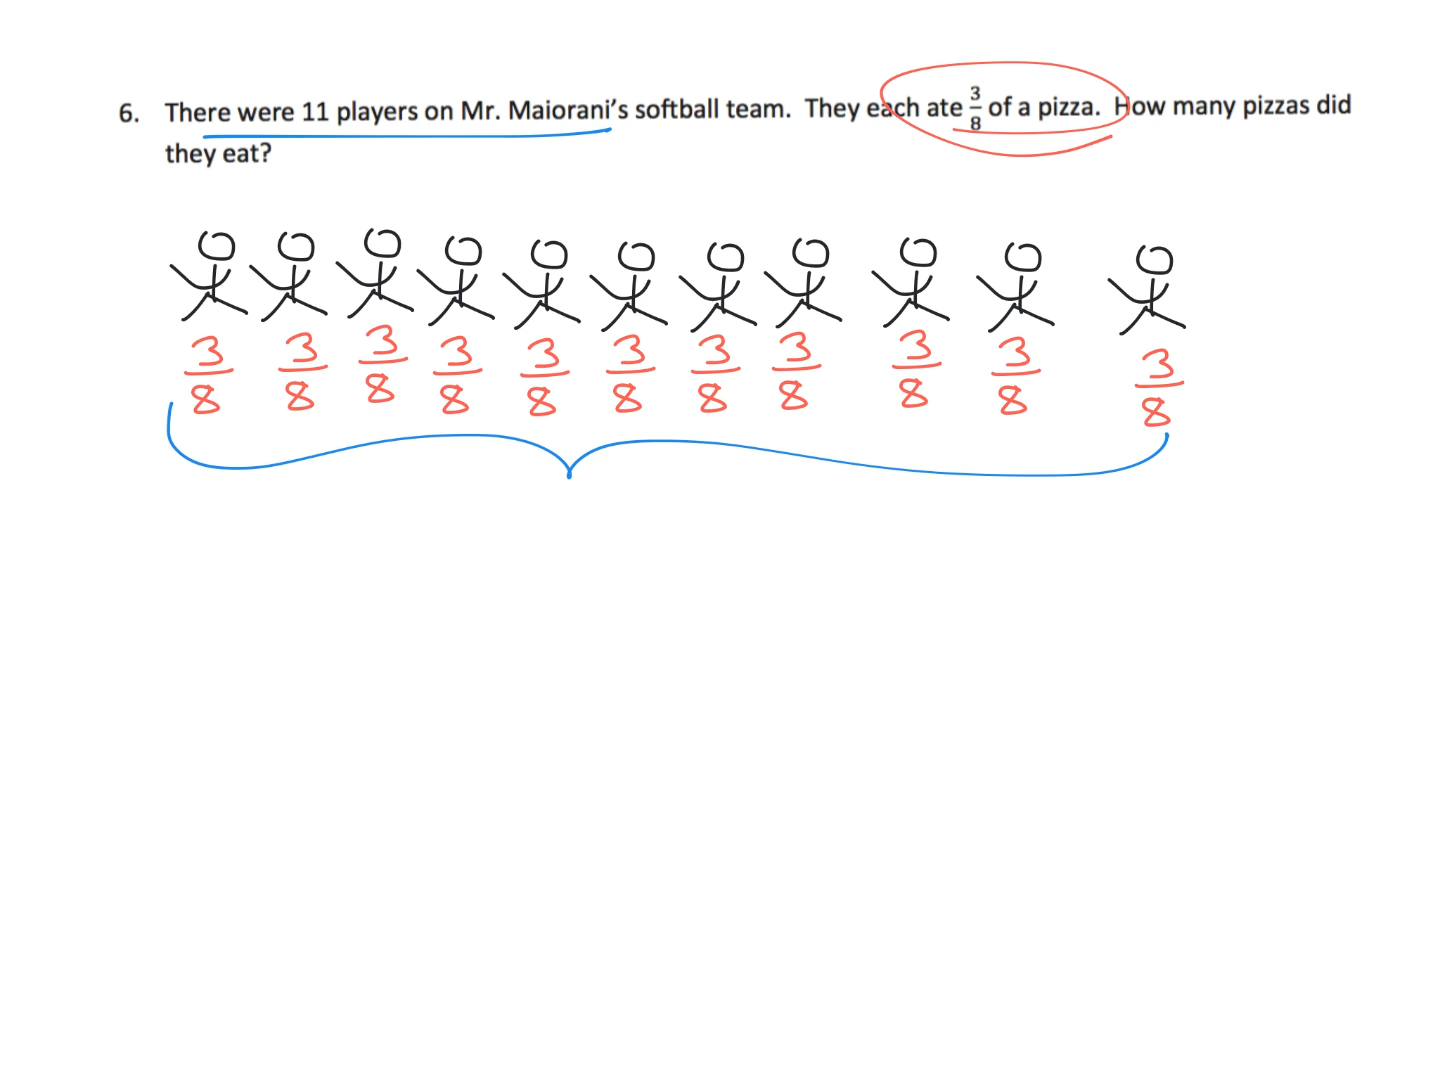 6. There were 11 players on Mr. Maiorani's softball team. They each ate 3/8 of a pizza. How many pizzas did
they eat?
3/8 3/8 3/8 3/8 3/8 3/8 3/8 3/8 3/8 3/8 3/8